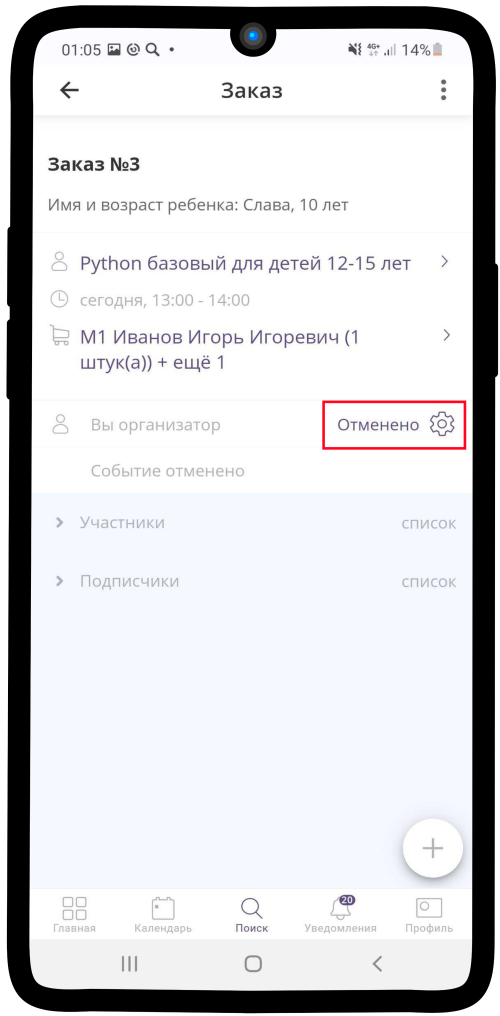 01:05 4G+ 14%
Заказ
Заказ №3
Имя и возраст ребенка: Слава, 10 лет
Python базовый для детей 12-15 лет
сегодня, 13:00 - 14:00
М1 Иванов Игорь Игоревич (1
штук(а)) + ещё 1
Вы организатор Отменено
Событие отменено
Участники список
Подписчики список
20
Главная Календарь Поиск Уведомления Профиль